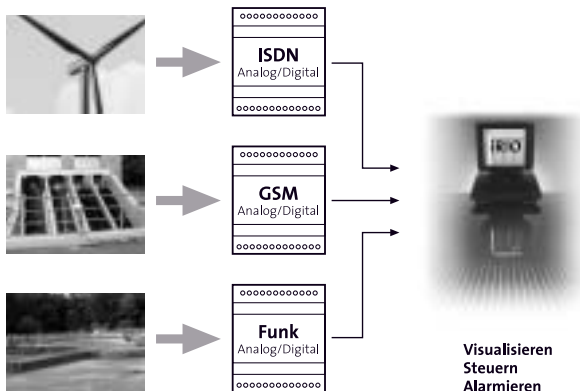 ISDN
Analog/Digital
GSM
Analog/Digital
Funk
Analog/Digital
iRIO
Visualisieren
Steuern
Alarmieren